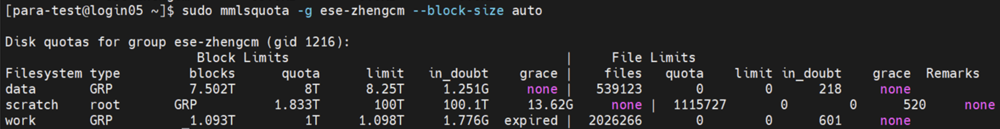 [para-test@login05 ~]$ sudo mmlsquota -g ese-zhengcm --block-size auto
Disk quotas for group ese-zhengcm (gid 1216):
Block Limits | File Limits
Filesystem type blocks quota limit in_doubt grace | files quota limit in_doubt grace Remarks
data GRP 7.502T 8T 8.25T 1.251G none | 539123 0 0 218 none
scratch root GRP 1.833T 100T 100.1T 13.62G none | 1115727 0 0 520 none
work GRP _1.093T 1T 1.098T 1.776G expired | 2026266 0 0 601 none